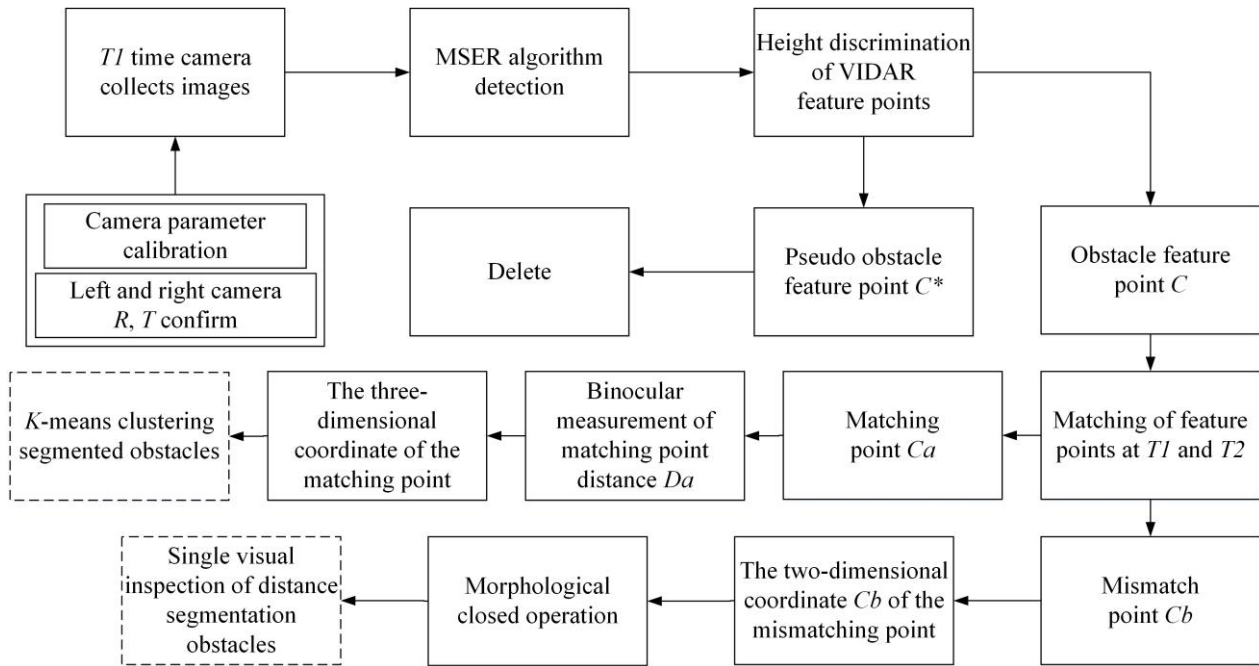 T1 time camera
collects images
MSER algorithm
detection
Height discrimination
of VIDAR
feature points
Camera parameter
calibration
Left and right camera
R, T confirm
Delete
Pseudo obstacle
feature point C*
Obstacle feature
point C
K-means clustering
segmented obstacles
The three-
dimensional
coordinate of the
matching point
Binocular
measurement of
matching point
distance Da
Matching
point Ca
Matching of feature
points at T1 and T2
Single visual
inspection of distance
segmentation
obstacles
Morphological
closed operation
The two-dimensional
coordinate Cb of the
mismatching point
Mismatch
point Cb